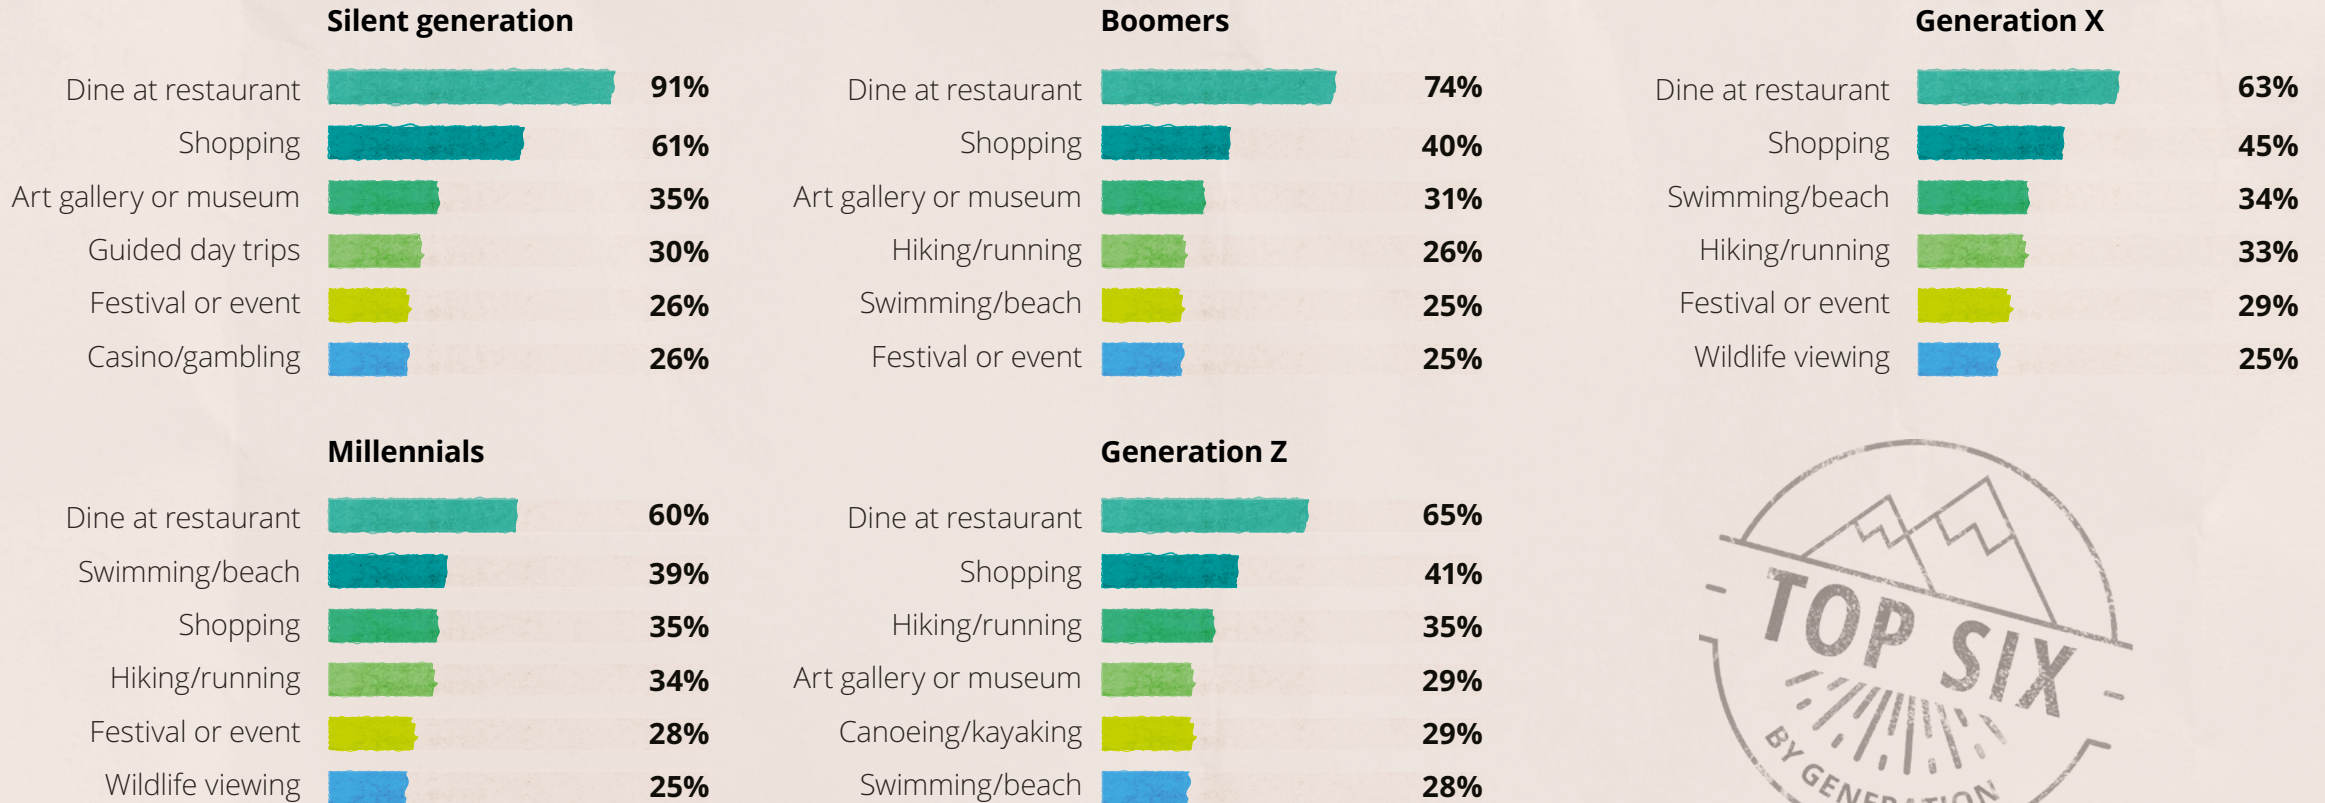 Silent generation
Dine at restaurant 91%
Shopping 61%
Art gallery or museum 35%
Guided day trips 30%
Festival or event 26%
Casino/gambling 26%
Boomers
Dine at restaurant 74%
Shopping 40%
Art gallery or museum 31%
Hiking/running 26%
Swimming/beach 25%
Festival or event 25%
Generation X
Dine at restaurant 63%
Shopping 45%
Swimming/beach 34%
Hiking/running 33%
Festival or event 29%
Wildlife viewing 25%
Millennials
Dine at restaurant 60%
Swimming/beach 39%
Shopping 35%
Hiking/running 34%
Festival or event 28%
Wildlife viewing 25%
Generation Z
Dine at restaurant 65%
Shopping 41%
Hiking/running 35%
Art gallery or museum 29%
Canoeing/kayaking 29%
Swimming/beach 28%
TOP SIX
BY GENERATION